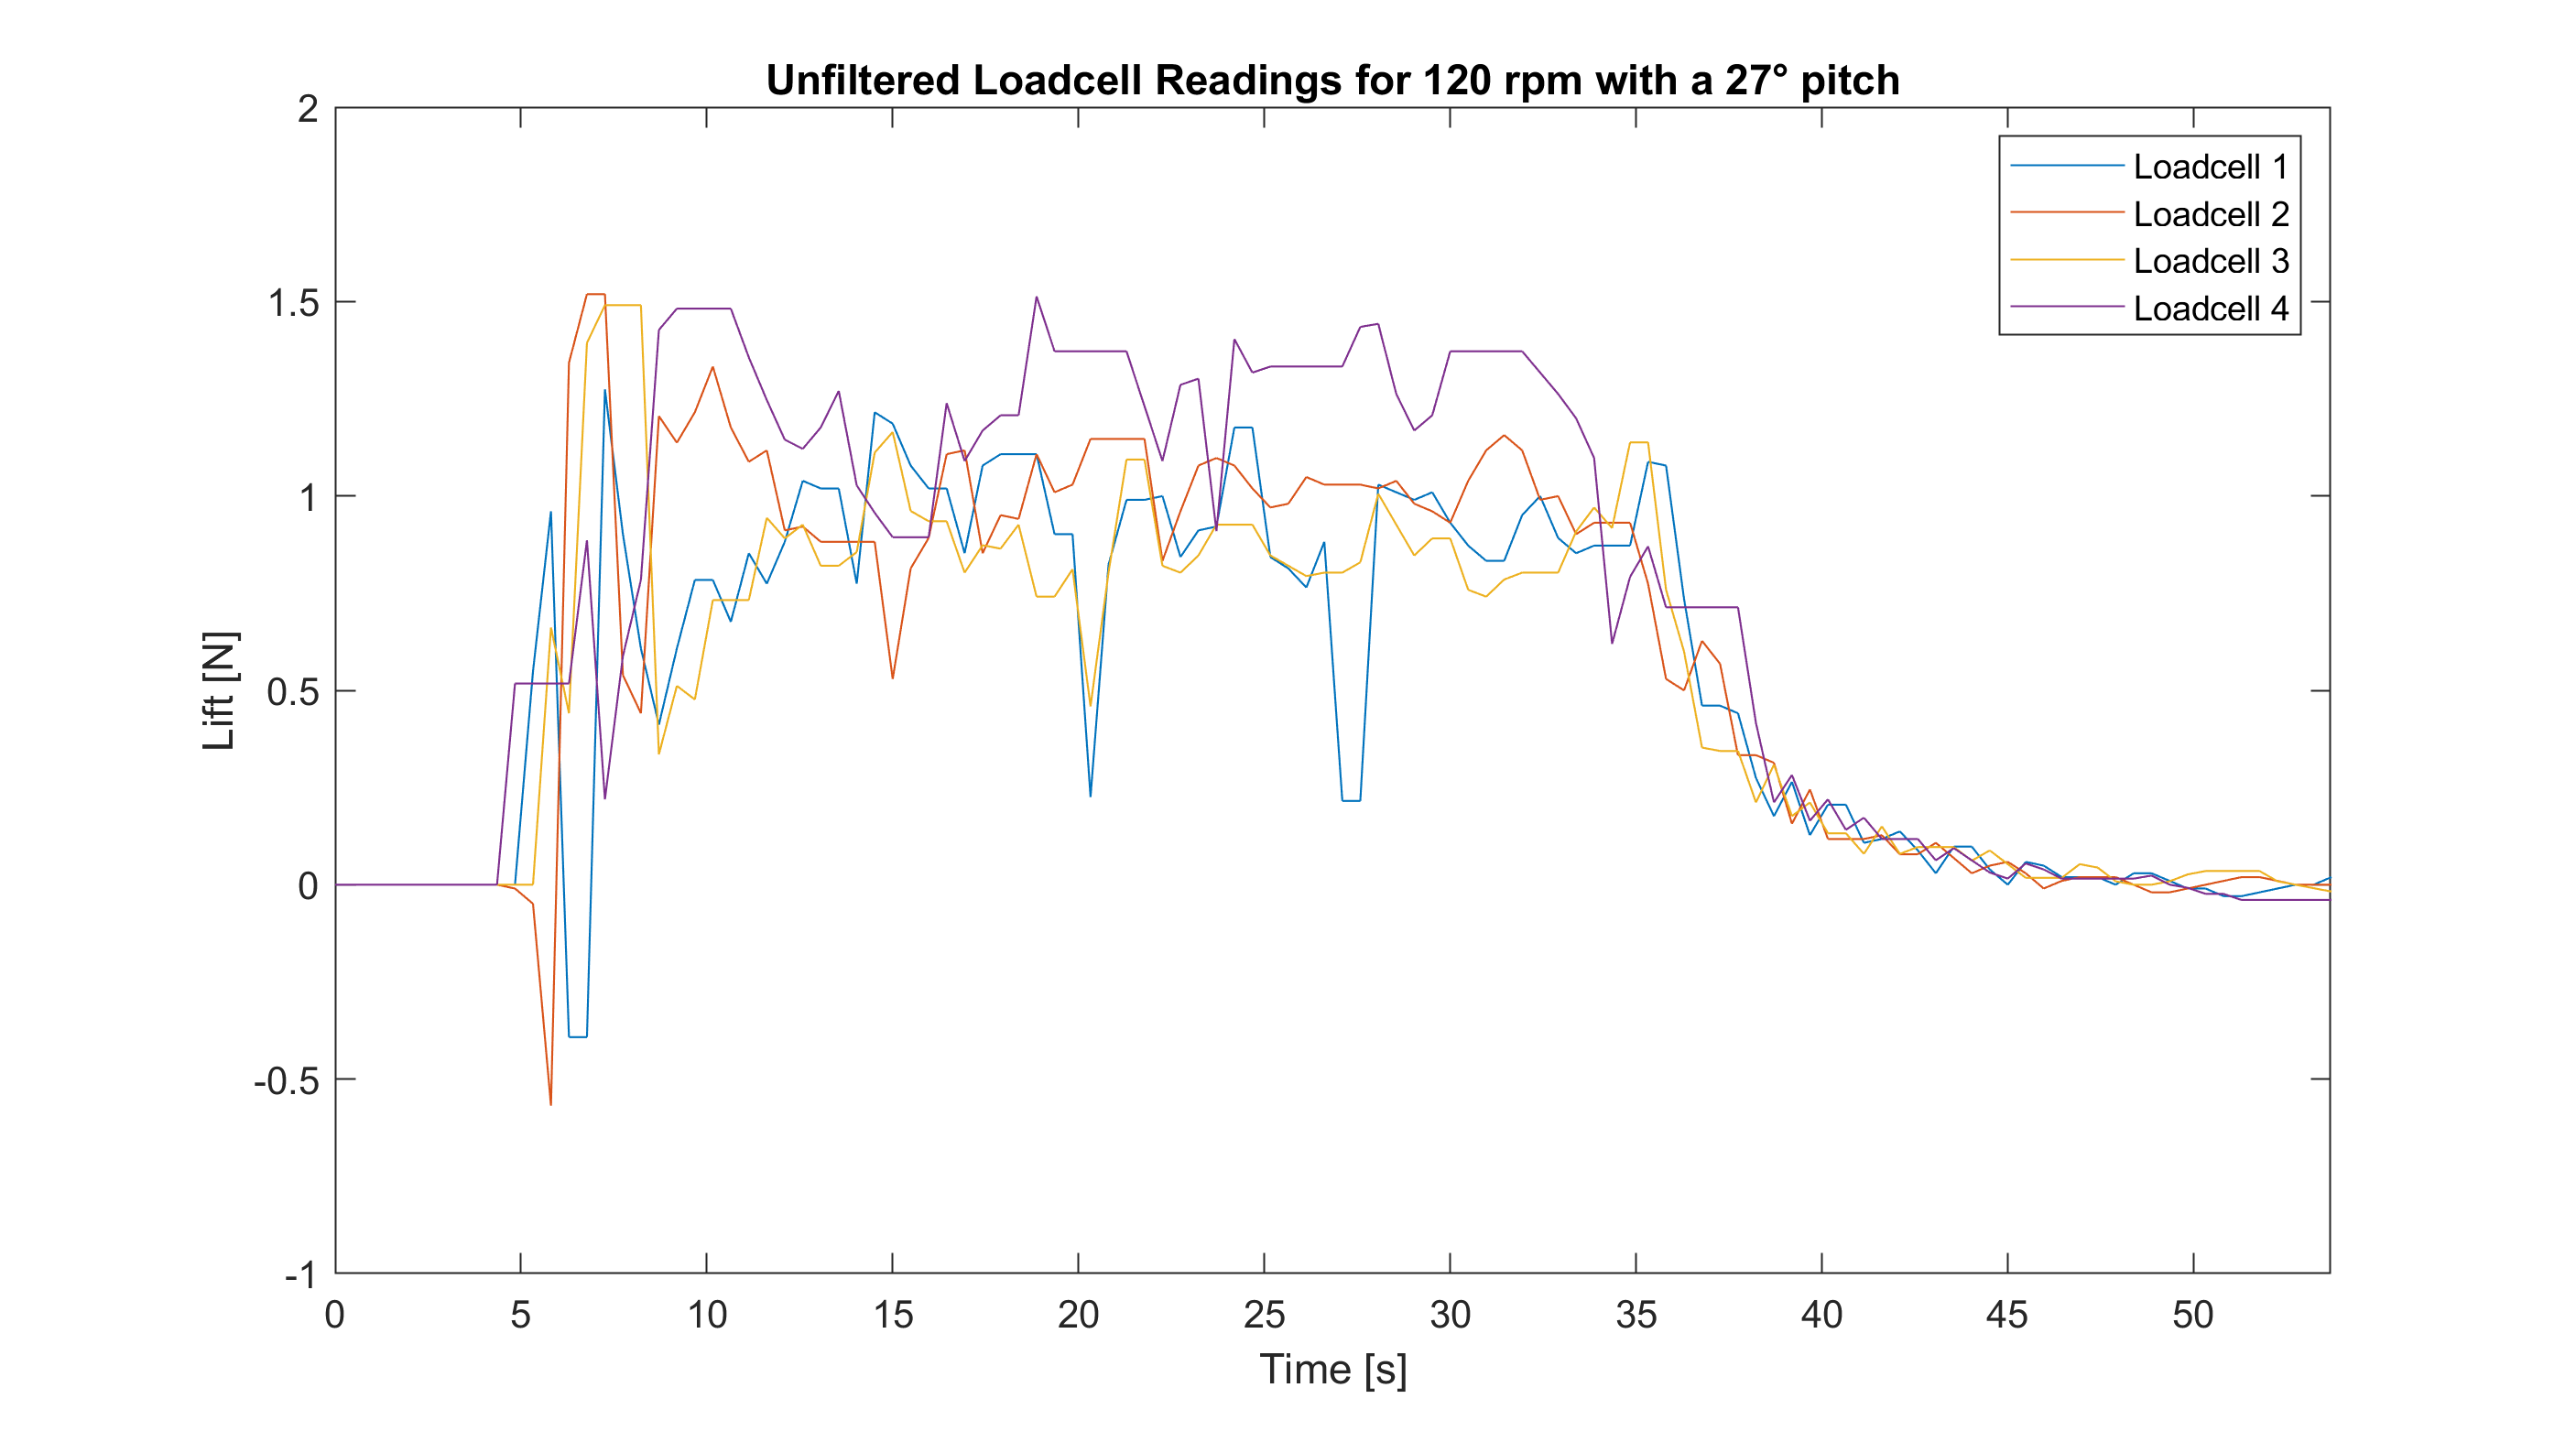 Unfiltered Loadcell Readings for 120 rpm with a 27° pitch
2
1.5
1
0.5
0
-0.5
-1
Lift [N]
Loadcell 1
Loadcell 2
Loadcell 3
Loadcell 4
0 5 10 15 20 25 30 35 40 45 50
Time [s]